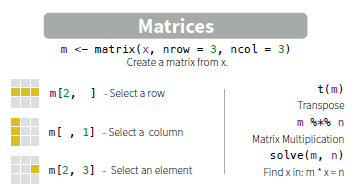 Matrices
m <- matrix(x, nrow = 3, ncol = 3)
Create a matrix from x.
m[2, ] - Select a row
m[ , 1] - Select a column
m[2, 3] - Select an element
t(m)
Transpose
m %*% n
Matrix Multiplication
solve(m, n)
Find x in: m * x = n